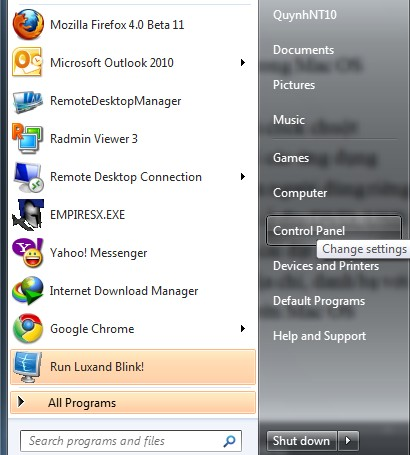 Mozilla Firefox 4.0 Beta 11
Microsoft Outlook 2010
RemoteDesktopManager
Radmin Viewer 3
Remote Desktop Connection
EMPIRESX.EXE
Yahoo! Messenger
Internet Download Manager
Google Chrome
Run Luxand Blink!
All Programs
Search programs and files
QuynhNT10
Documents
Pictures
Music
Games
Computer
Control Panel
Change settings
Devices and Printers
Default Programs
Help and Support
Shut down